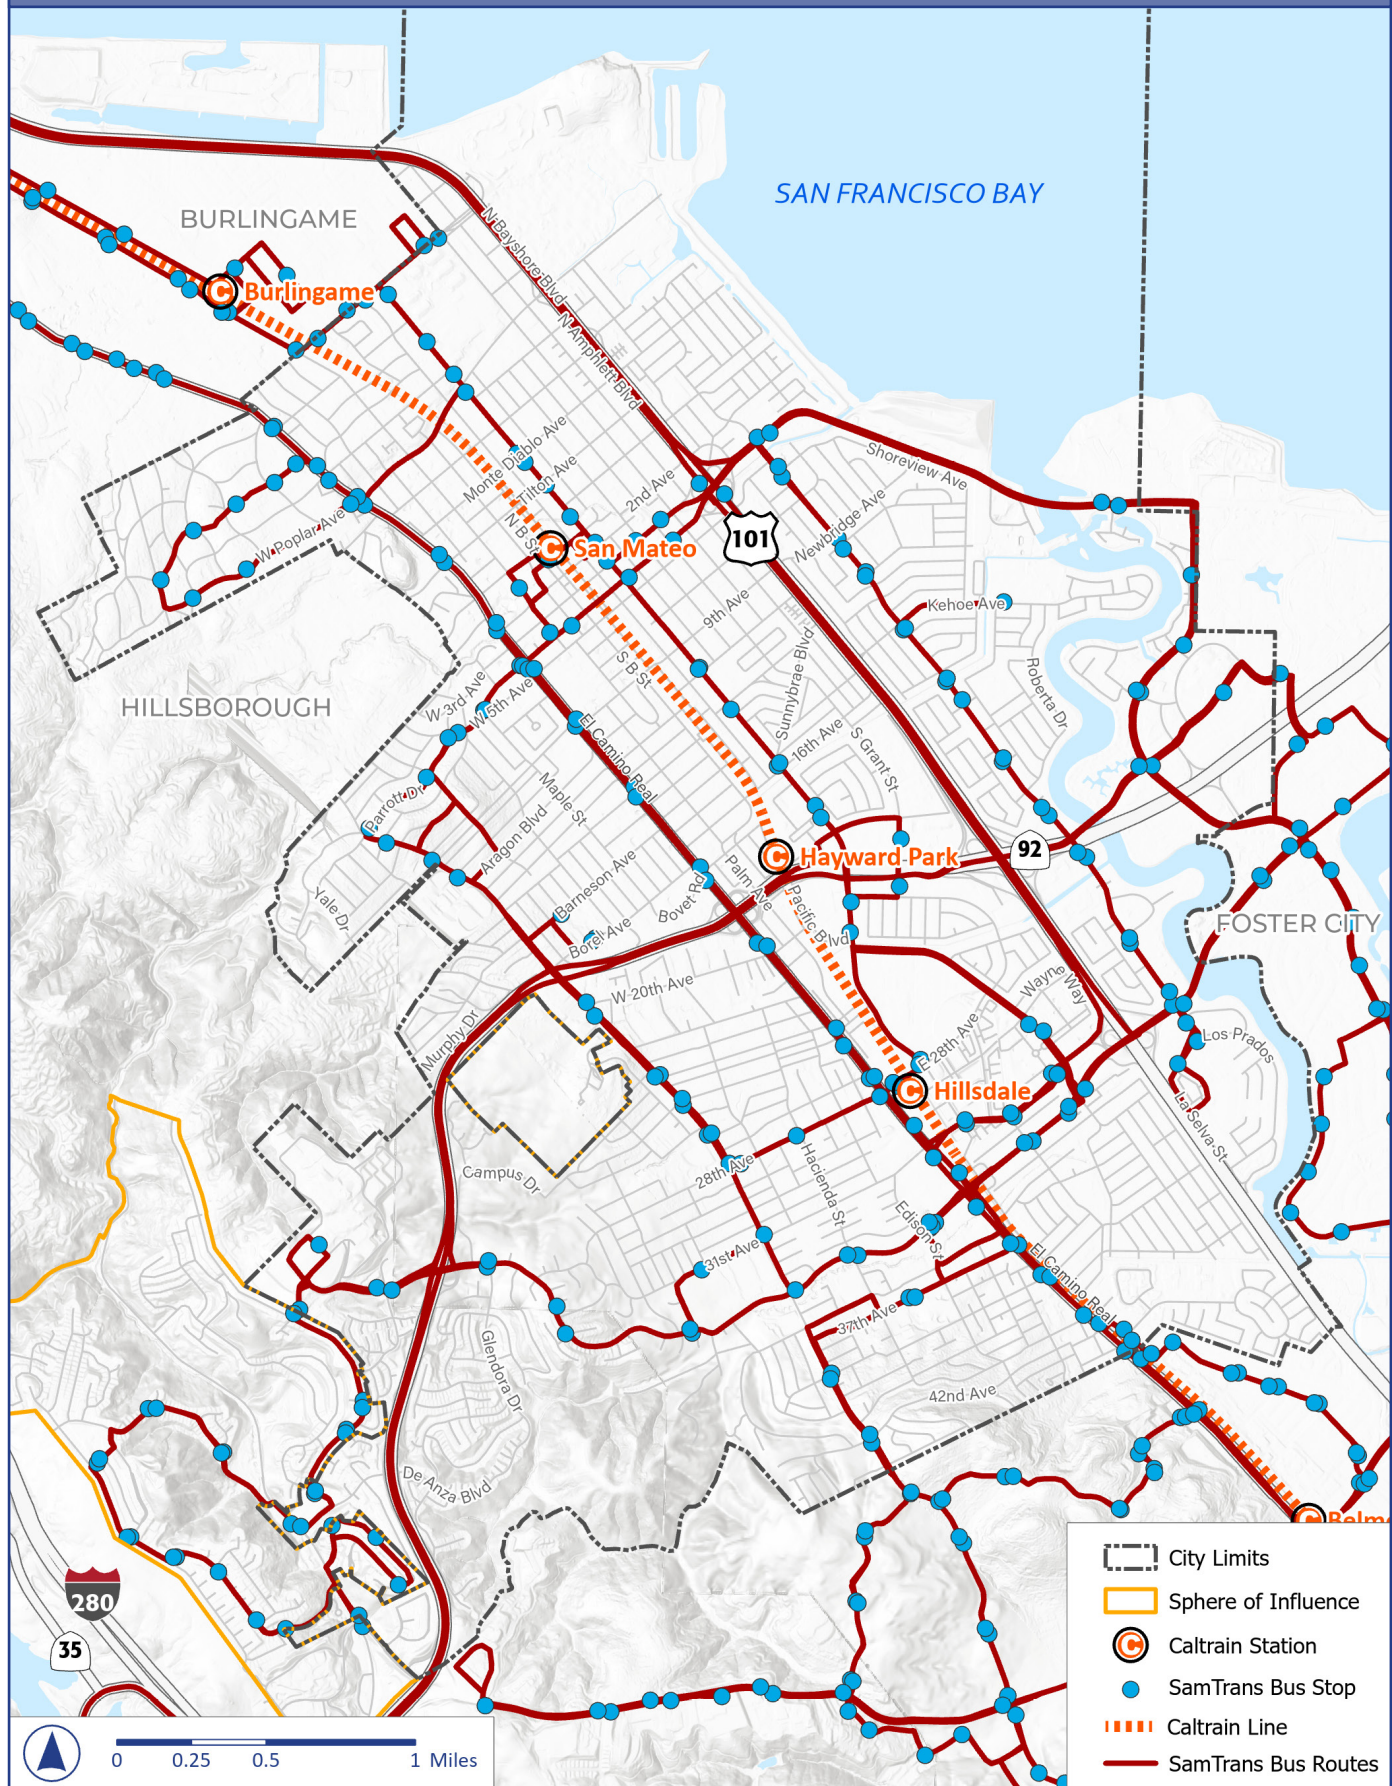 SAN FRANCISCO BAY
BURLINGAME
Burlingame
N Bayshore Blvd
N Amphlett Blvd
Monte Diablo Ave
Tilton Ave
2nd Ave
Shoreview Ave
N B St
San Mateo
101
Newbridge Ave
W Poplar Ave
9th Ave
Kehoe Ave
S B St
Sunnybrae Blvd
Roberta Dr
HILLSBOROUGH
W 3rd Ave
W 5th Ave
El Camino Real
16th Ave
S Grant St
Parrott Dr
Maple St
Aragon Blvd
Hayward Park
92
Barneson Ave
Bovet Rd
Palm Ave
Yale Dr
Borel Ave
Pacific Blvd
FOSTER CITY
W 20th Ave
Wayne Way
Murphy Dr
E 28th Ave
Los Prados
Hillsdale
La Selva St
28th Ave
Campus Dr
Hacienda St
Edison St
31st Ave
El Camino Real
37th Ave
Glendora Dr
42nd Ave
De Anza Blvd
Belm
280
35
City Limits
Sphere of Influence
Caltrain Station
SamTrans Bus Stop
Caltrain Line
SamTrans Bus Routes
0 0.25 0.5 1 Miles